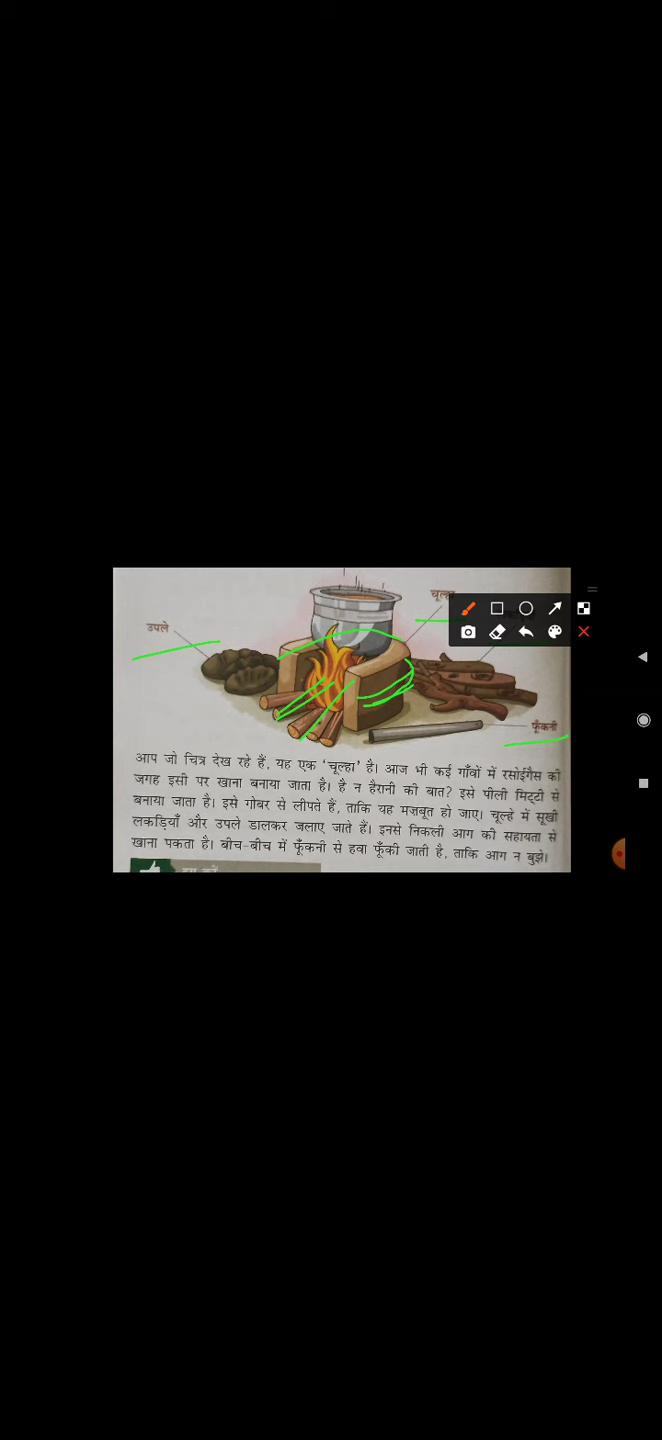 चूल्हा
उपले
फूँकनी
आप जो चित्र देख रहे हैं, यह एक 'चूल्हा' है। आज भी कई गाँवों में रसोईगैस की
जगह इसी पर खाना बनाया जाता है। है न हैरानी की बात? इसे पीली मिट्टी से
बनाया जाता है। इसे गोबर से लीपते हैं, ताकि यह मज़बूत हो जाए। चूल्हे में सूखी
लकड़ियाँ और उपले डालकर जलाए जाते हैं। इनसे निकली आग की सहायता से
खाना पकता है। बीच-बीच में फूँकनी से हवा फूँकी जाती है, ताकि आग न बुझे।